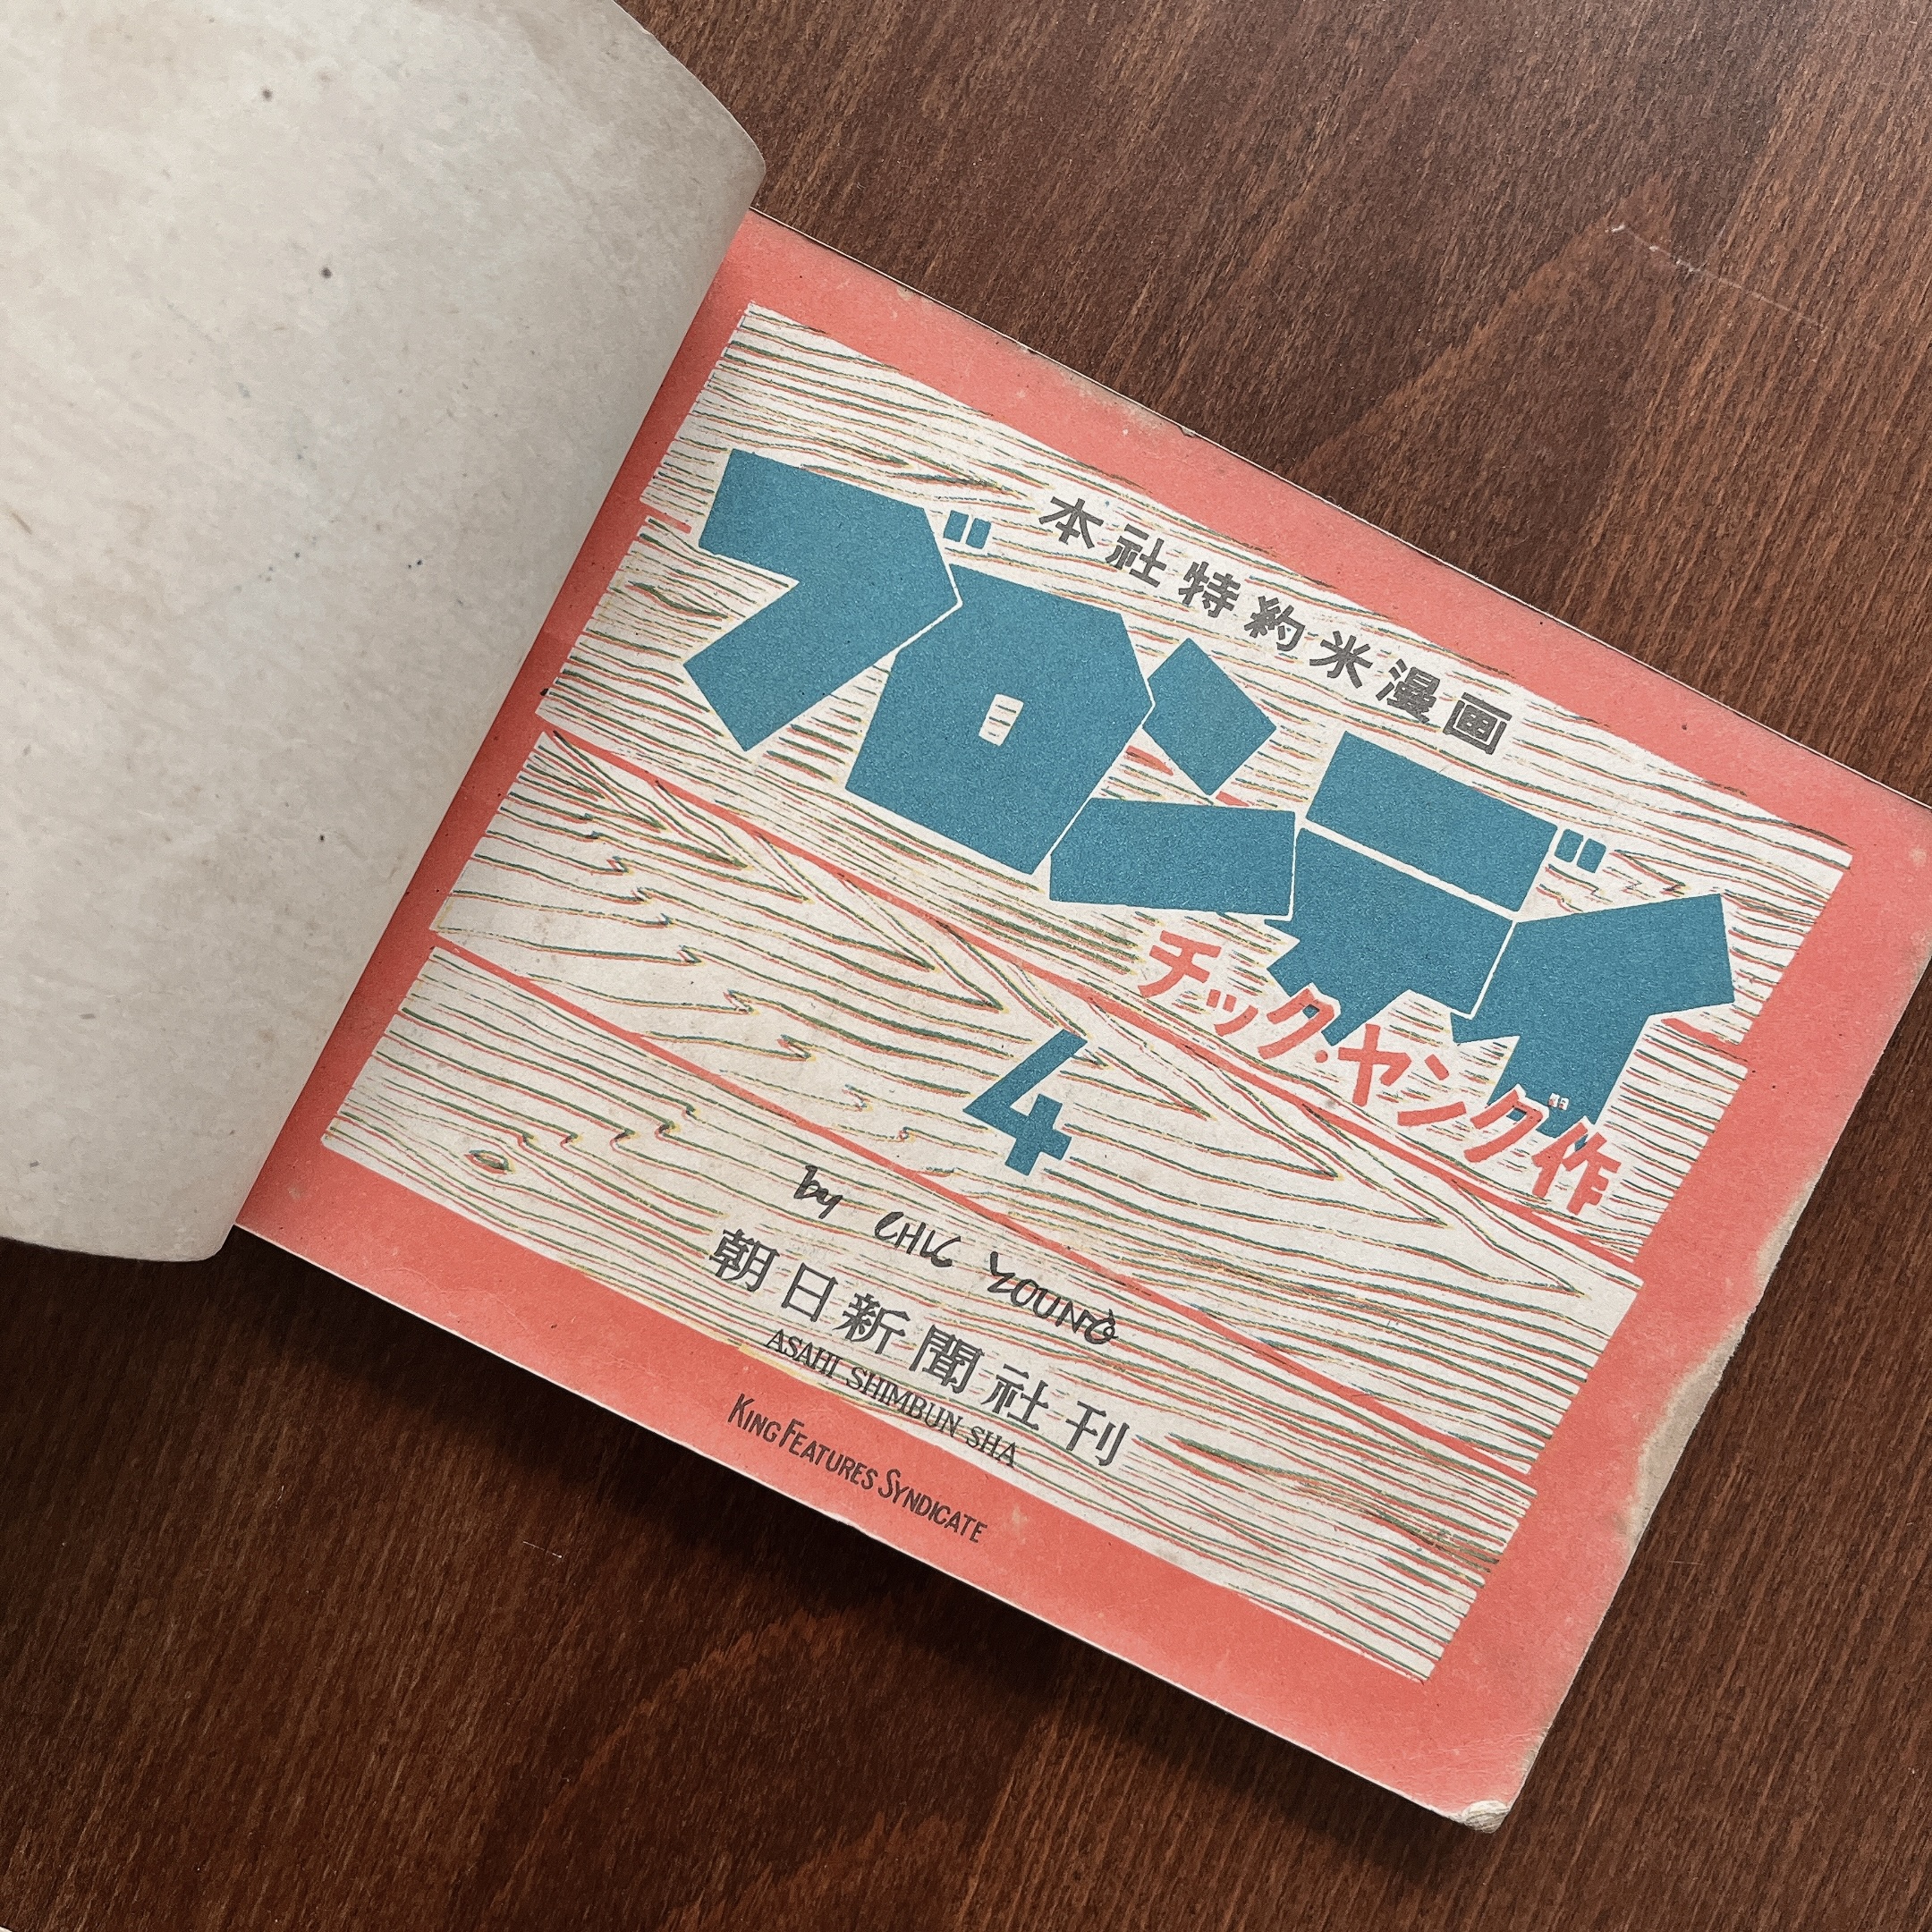 本社特約米漫画
ブロンデイ
チック・ヤング作
4
by CHIC YOUNG
朝日新聞社刊
ASAHI SHIMBUN SHA
KING FEATURES SYNDICATE